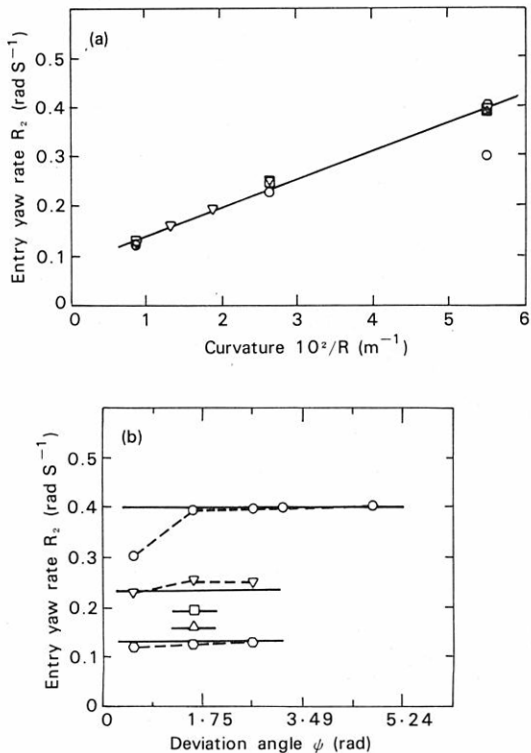 (a)
Entry yaw rate R₂ (rad S⁻¹)
0.5
0.4
0.3
0.2
0.1
0
0 1 2 3 4 5 6
Curvature 10²/R (m⁻¹)
(b)
Entry yaw rate R₂ (rad S⁻¹)
0.5
0.4
0.3
0.2
0.1
0
0 1·75 3·49 5·24
Deviation angle ψ (rad)